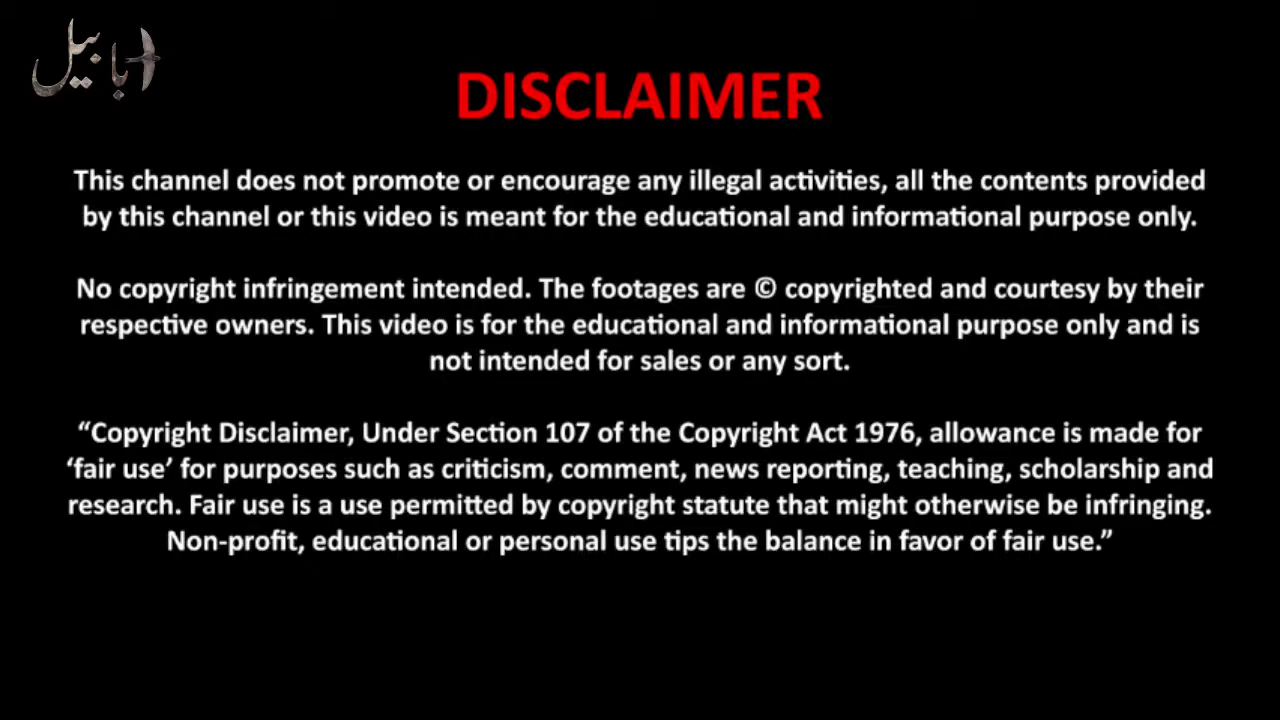 ابابیل
DISCLAIMER
This channel does not promote or encourage any illegal activities, all the contents provided
by this channel or this video is meant for the educational and informational purpose only.
No copyright infringement intended. The footages are © copyrighted and courtesy by their
respective owners. This video is for the educational and informational purpose only and is
not intended for sales or any sort.
“Copyright Disclaimer, Under Section 107 of the Copyright Act 1976, allowance is made for
‘fair use’ for purposes such as criticism, comment, news reporting, teaching, scholarship and
research. Fair use is a use permitted by copyright statute that might otherwise be infringing.
Non-profit, educational or personal use tips the balance in favor of fair use.”